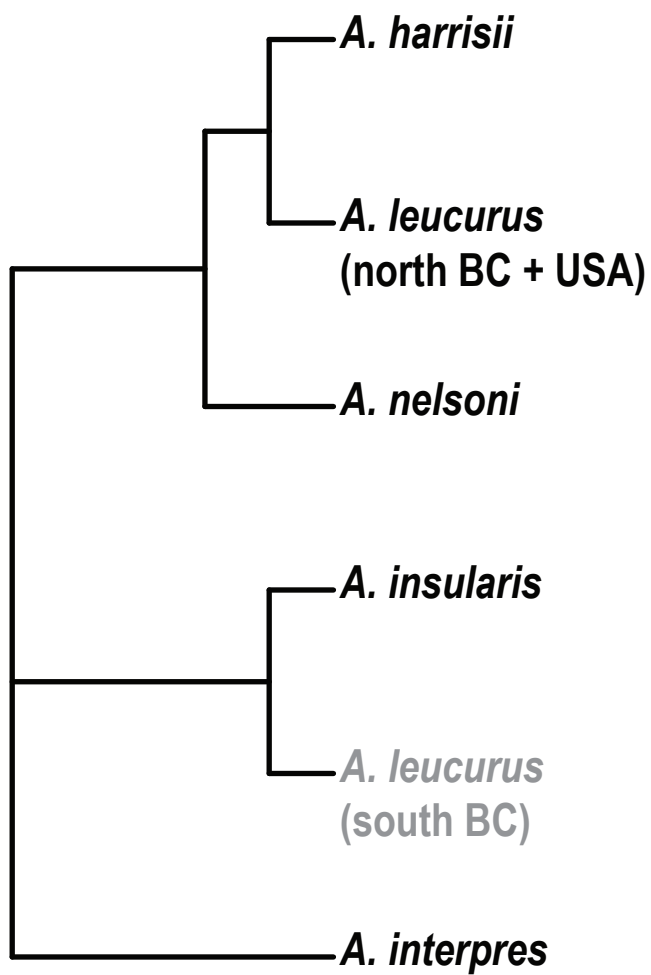 A. harrisii
A. leucurus
(north BC + USA)
A. nelsoni
A. insularis
A. leucurus
(south BC)
A. interpres